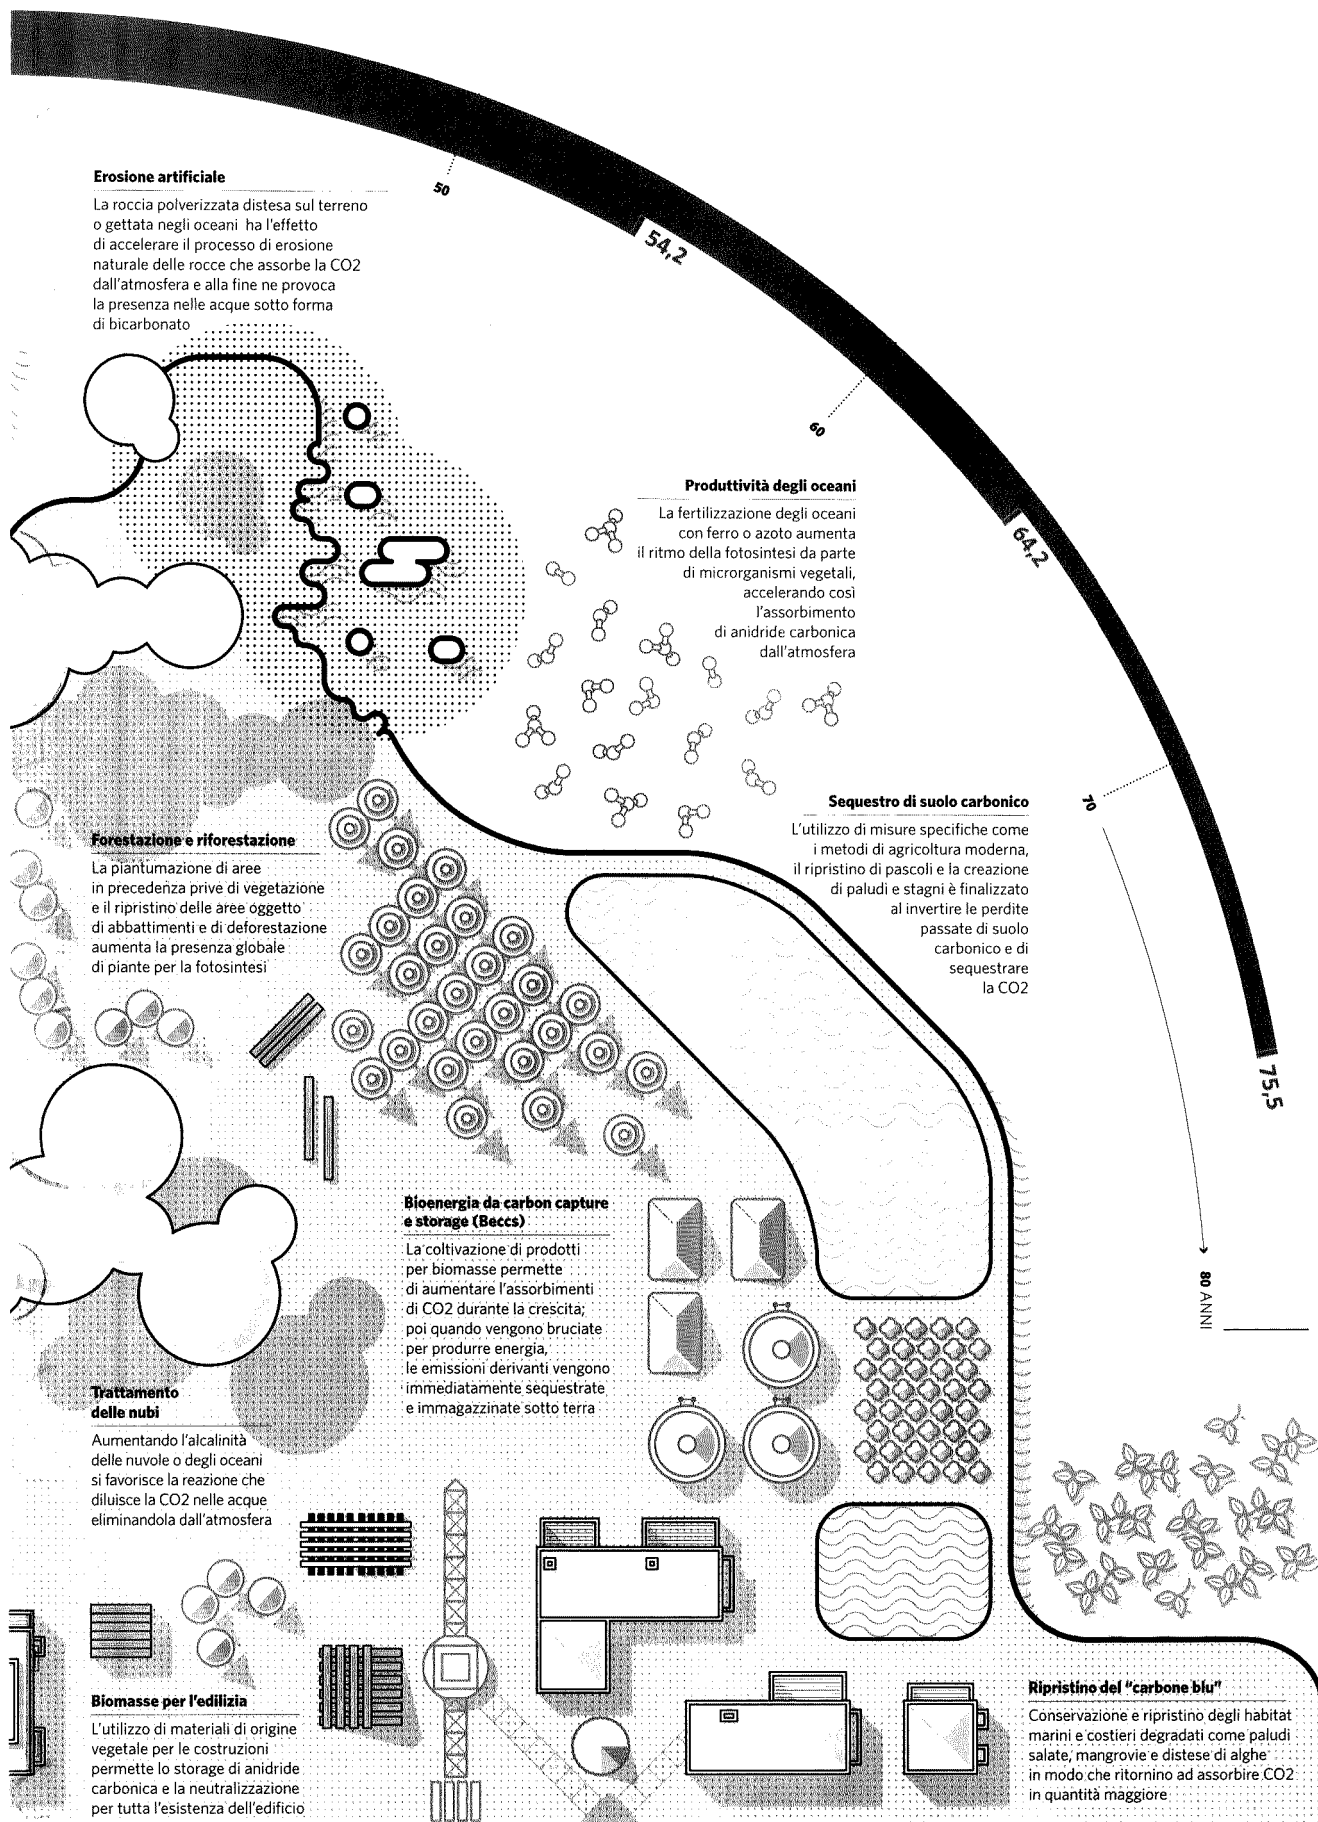 Erosione artificiale
La roccia polverizzata distesa sul terreno
o gettata negli oceani ha l'effetto
di accelerare il processo di erosione
naturale delle rocce che assorbe la CO2
dall'atmosfera e alla fine ne provoca
la presenza nelle acque sotto forma
di bicarbonato
50
54,2
60
64,2
70
75,5
80 ANNI
Produttività degli oceani
La fertilizzazione degli oceani
con ferro o azoto aumenta
il ritmo della fotosintesi da parte
di microrganismi vegetali,
accelerando così
l'assorbimento
di anidride carbonica
dall'atmosfera
Sequestro di suolo carbonico
L'utilizzo di misure specifiche come
i metodi di agricoltura moderna,
il ripristino di pascoli e la creazione
di paludi e stagni è finalizzato
al invertire le perdite
passate di suolo
carbonico e di
sequestrare
la CO2
Forestazione e riforestazione
La piantumazione di aree
in precedenza prive di vegetazione
e il ripristino delle aree oggetto
di abbattimenti e di deforestazione
aumenta la presenza globale
di piante per la fotosintesi
Bioenergia da carbon capture
e storage (Beccs)
La coltivazione di prodotti
per biomasse permette
di aumentare l'assorbimenti
di CO2 durante la crescita;
poi quando vengono bruciate
per produrre energia,
le emissioni derivanti vengono
immediatamente sequestrate
e immagazzinate sotto terra
Trattamento
delle nubi
Aumentando l'alcalinità
delle nuvole o degli oceani
si favorisce la reazione che
diluisce la CO2 nelle acque
eliminandola dall'atmosfera
Biomasse per l'edilizia
L'utilizzo di materiali di origine
vegetale per le costruzioni
permette lo storage di anidride
carbonica e la neutralizzazione
per tutta l'esistenza dell'edificio
Ripristino del "carbone blu"
Conservazione e ripristino degli habitat
marini e costieri degradati come paludi
salate, mangrovie e distese di alghe
in modo che ritornino ad assorbire CO2
in quantità maggiore